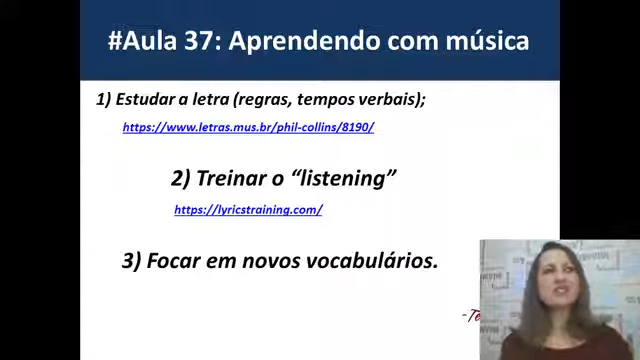 #Aula 37: Aprendendo com música
1) Estudar a letra (regras, tempos verbais);
https://www.letras.mus.br/phil-collins/8190/
2) Treinar o “listening”
https://lyricstraining.com/
3) Focar em novos vocabulários.